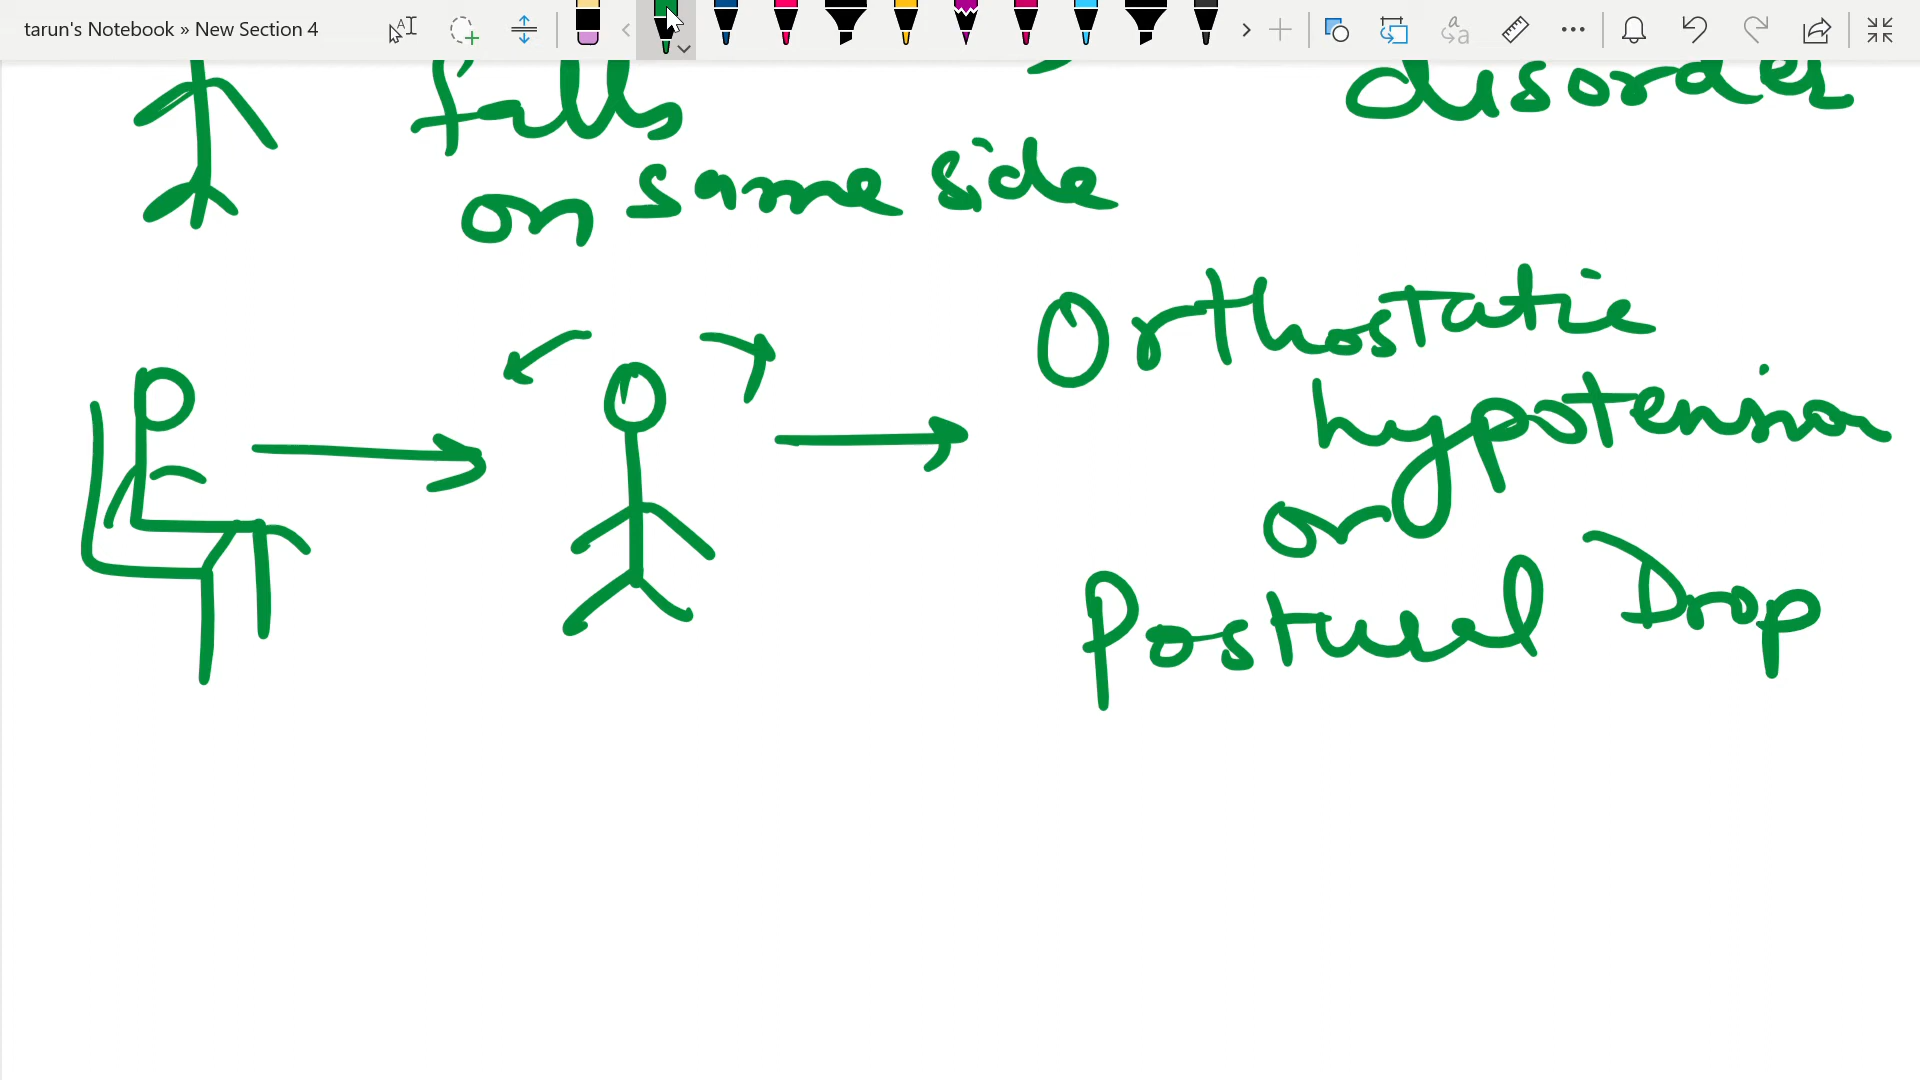 tarun's Notebook » New Section 4
falls
disorder
on same side
Orthostatic
hypotension
or
Postural Drop